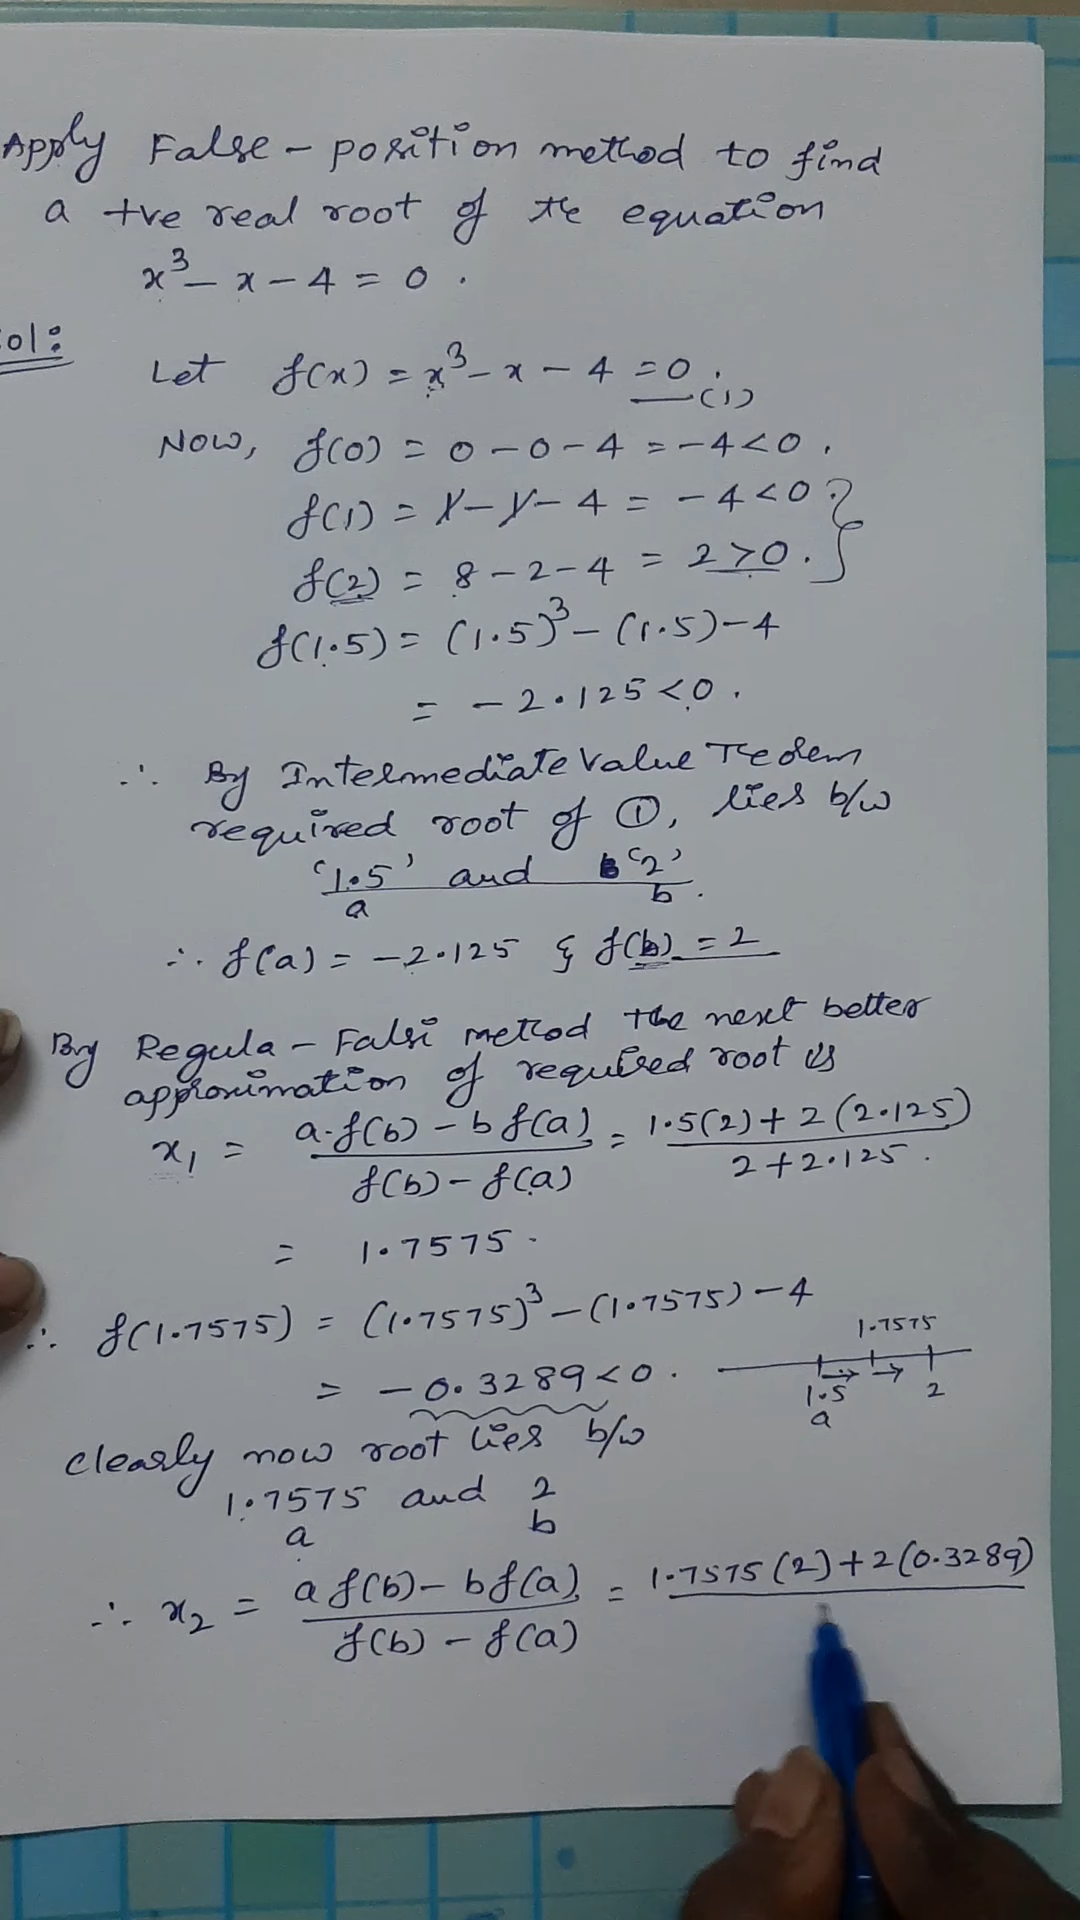 Apply False - position method to find
a +ve real root of the equation
x³ - x - 4 = 0 .
Let f(x) = x³ - x - 4 = 0 . (1)
Now, f(0) = 0 - 0 - 4 = -4 < 0 .
f(1) = 1 - 1 - 4 = -4 < 0
f(2) = 8 - 2 - 4 = 2 > 0 .
f(1.5) = (1.5)³ - (1.5) - 4
= - 2.125 < 0 .
∴ By Intermediate Value Theorem
required root of ①, lies b/w
'1.5' and '2'
a b .
∴ f(a) = -2.125 & f(b) = 2
By Regula - Falsi method the next better
approximation of required root is
x₁ = a.f(b) - b f(a) / f(b) - f(a) = 1.5(2) + 2(2.125) / 2 + 2.125 .
= 1.7575 .
∴ f(1.7575) = (1.7575)³ - (1.7575) - 4
1.7575
= -0.3289 < 0 .
1.5 2
a
clearly now root lies b/w
1.7575 and 2
a b
∴ x₂ = a f(b) - b f(a) / f(b) - f(a) = 1.7575(2) + 2(0.3289)